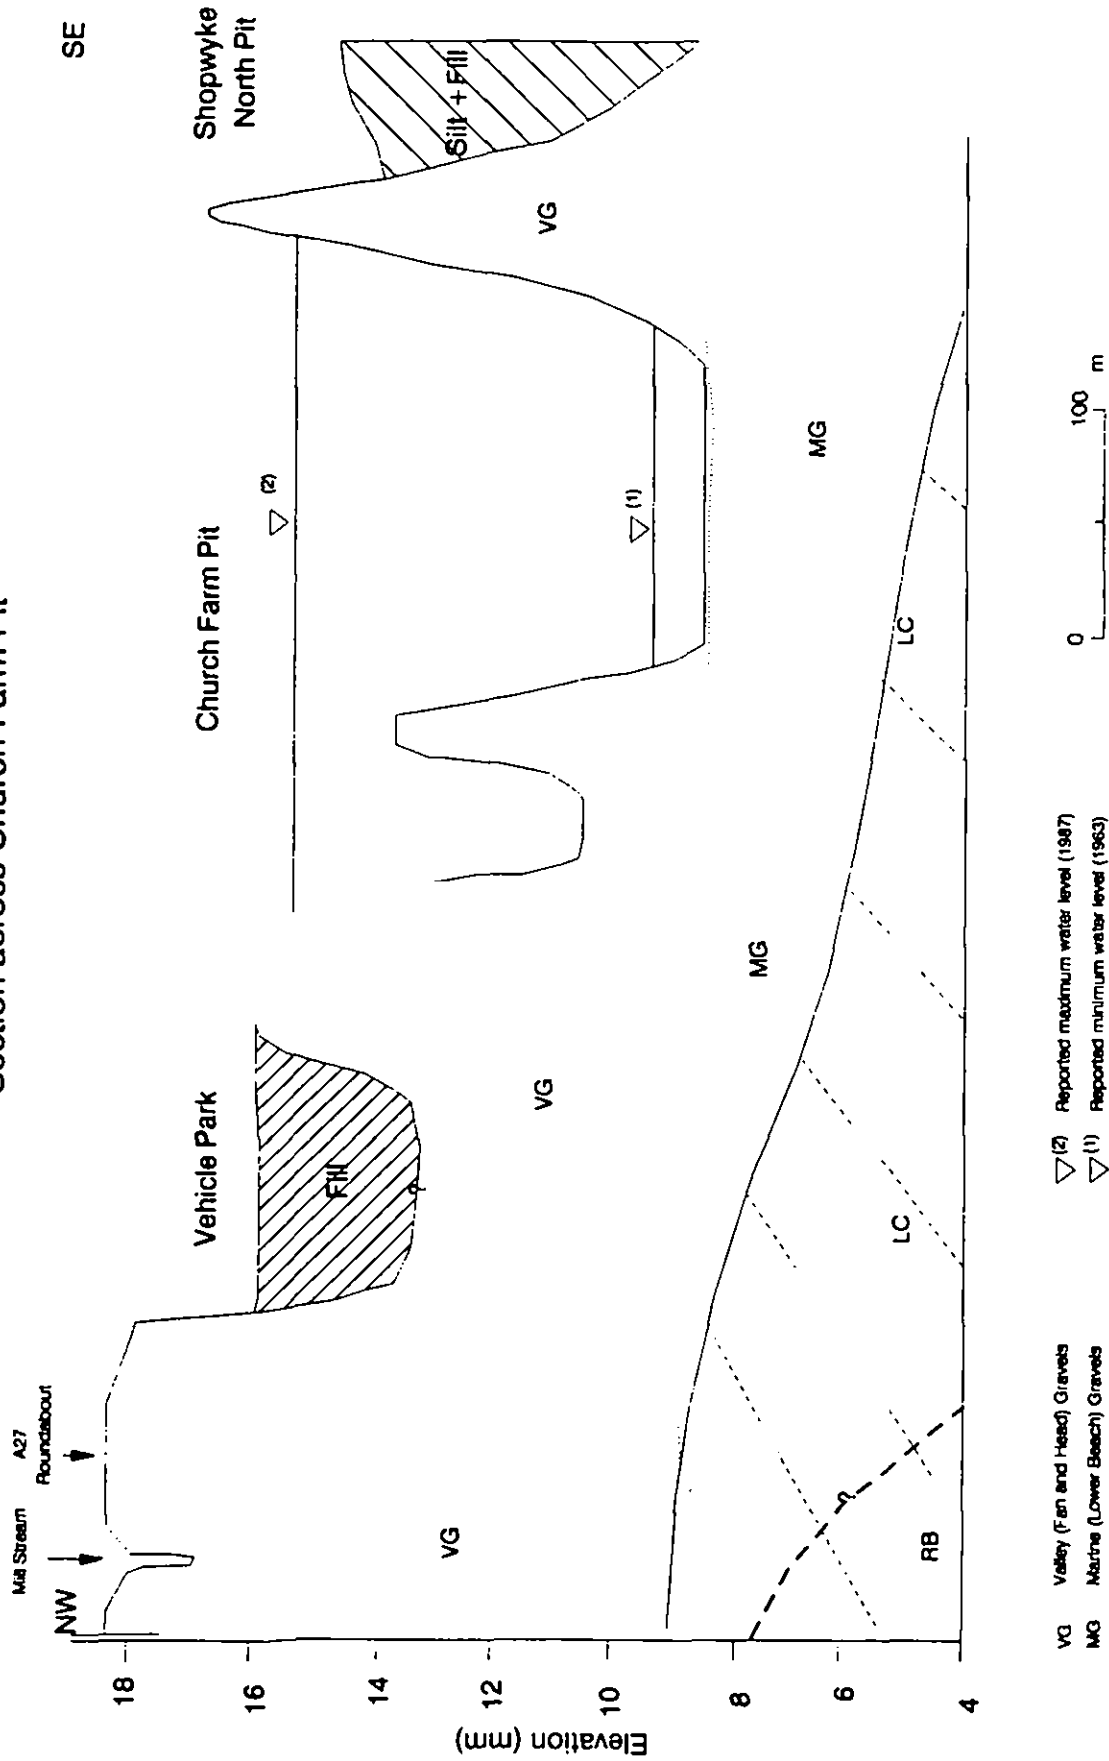 Section across Church Farm Pit
NW
SE
Mill Stream
A27
Roundabout
Vehicle Park
Church Farm Pit
Shopwyke
North Pit
Fill
?
Silt + Fill
▽ (2)
▽ (1)
VG
VG
VG
MG
MG
LC
LC
RB
?
Elevation (mm)
18
16
14
12
10
8
6
4
VG Valley (Fan and Head) Gravels
MG Marine (Lower Beach) Gravels
▽ (2) Reported maximum water level (1987)
▽ (1) Reported minimum water level (1963)
0 100 m